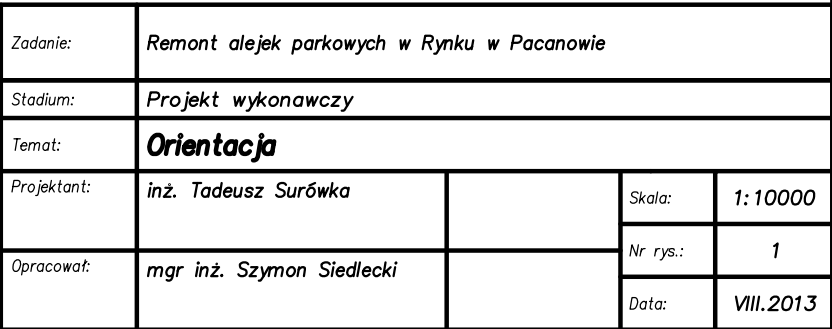 Zadanie: Remont alejek parkowych w Rynku w Pacanowie
Stadium: Projekt wykonawczy
Temat: Orientacja
Projektant: inż. Tadeusz Surówka
Skala: 1:10000
Nr rys.: 1
Opracował: mgr inż. Szymon Siedlecki
Data: VIII.2013